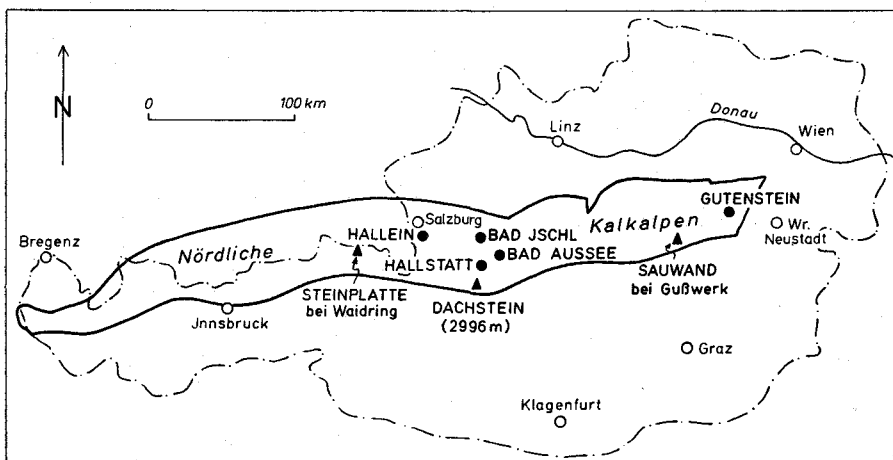 N
0 100 km
Donau
Linz
Wien
GUTENSTEIN
Salzburg
Kalkalpen
Wr.
Neustadt
HALLEIN
BAD JSCHL
Bregenz
Nördliche
BAD AUSSEE
HALLSTATT
SAUWAND
bei Gußwerk
STEINPLATTE
bei Waidring
DACHSTEIN
(2996m)
Jnnsbruck
Graz
Klagenfurt